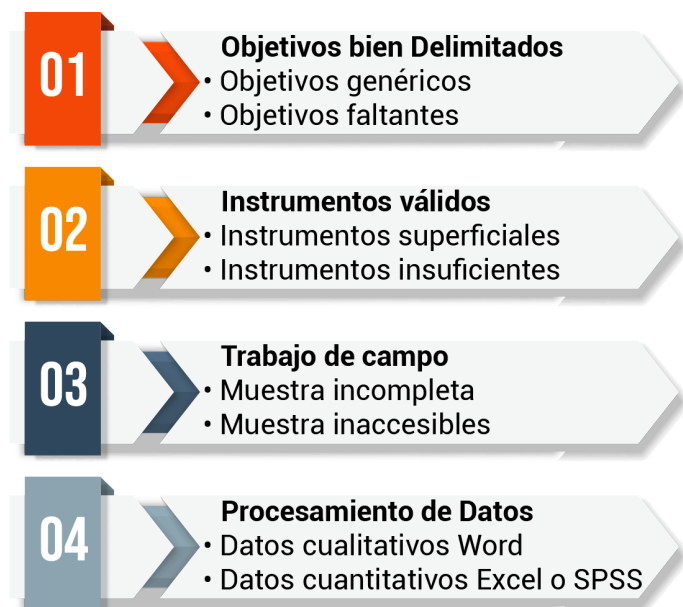 01
Objetivos bien Delimitados
• Objetivos genéricos
• Objetivos faltantes
02
Instrumentos válidos
• Instrumentos superficiales
• Instrumentos insuficientes
03
Trabajo de campo
• Muestra incompleta
• Muestra inaccesibles
04
Procesamiento de Datos
• Datos cualitativos Word
• Datos cuantitativos Excel o SPSS